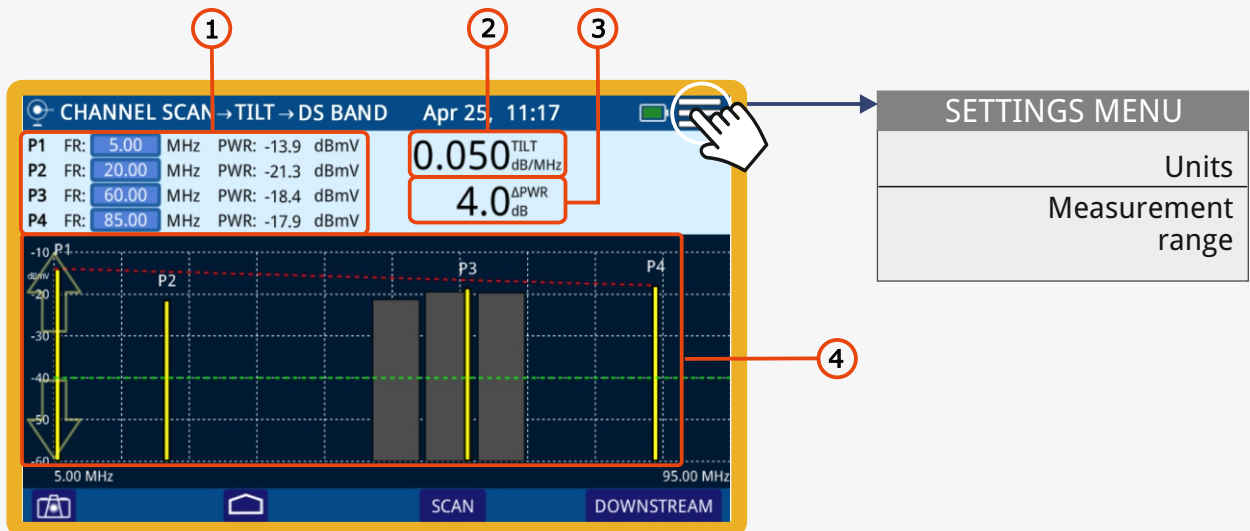 1
2
3
CHANNEL SCAN→TILT→DS BAND Apr 25, 11:17
P1 FR: 5.00 MHz PWR: -13.9 dBmV
P2 FR: 20.00 MHz PWR: -21.3 dBmV
P3 FR: 60.00 MHz PWR: -18.4 dBmV
P4 FR: 85.00 MHz PWR: -17.9 dBmV
0.050 TILT dB/MHz
4.0 ΔPWR dB
SETTINGS MENU
Units
Measurement
range
-10 P1
P2
P3
P4
dBmV
-20
-30
-40
-50
-60
4
5.00 MHz
95.00 MHz
SCAN
DOWNSTREAM